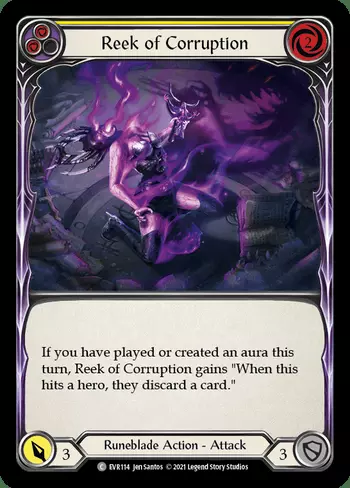 Reek of Corruption
2
If you have played or created an aura this
turn, Reek of Corruption gains "When this
hits a hero, they discard a card."
3
Runeblade Action - Attack
3
C EVR114 Jen Santos © 2021 Legend Story Studios